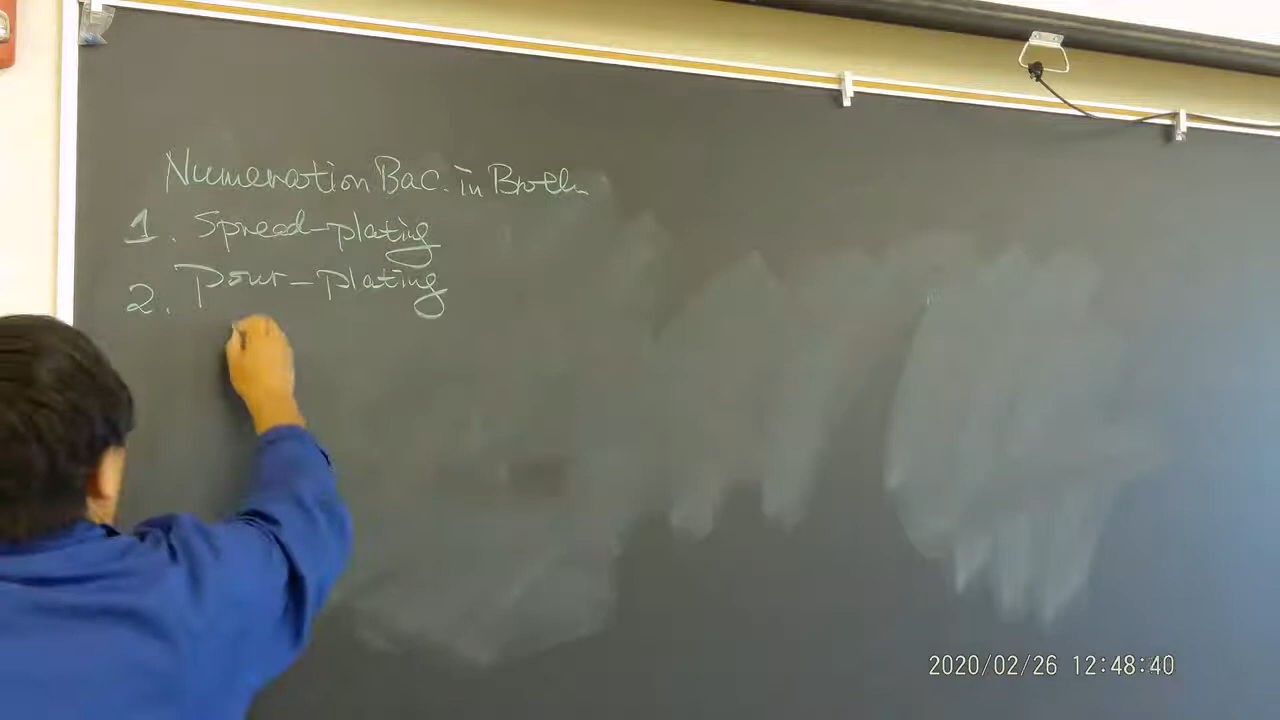 Numeration Bac. in Broth
1. Spread-plating
2. Pour-plating
2020/02/26 12:48:40